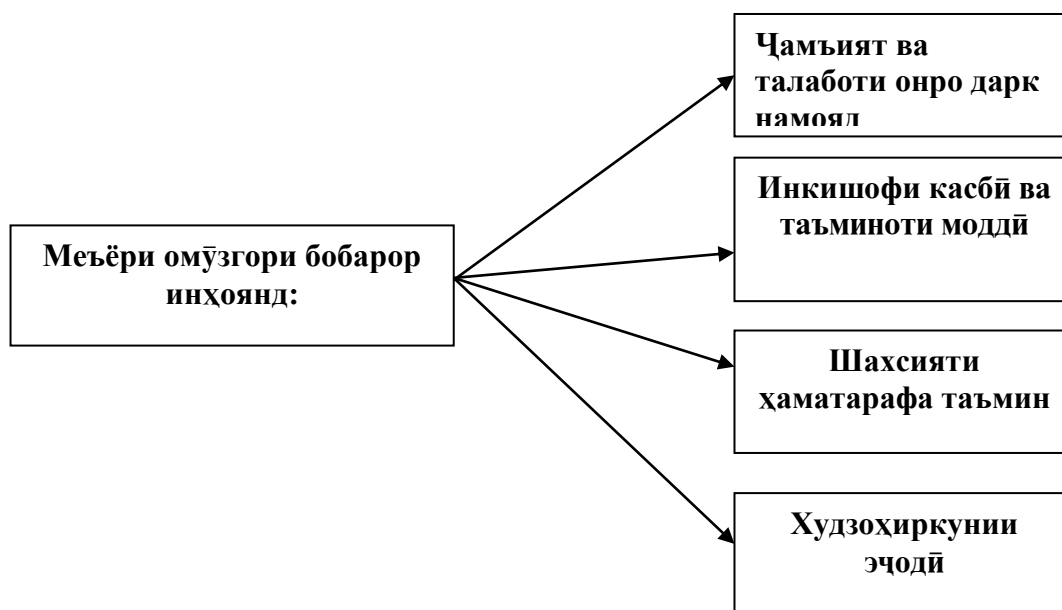 Меъёри омӯзгори бобарор
инҳоянд:
Ҷамъият ва
талаботи онро дарк
намояд
Инкишофи касбӣ ва
таъминоти моддӣ
Шахсияти
ҳаматарафа таъмин
Худзоҳиркунии
эҷодӣ